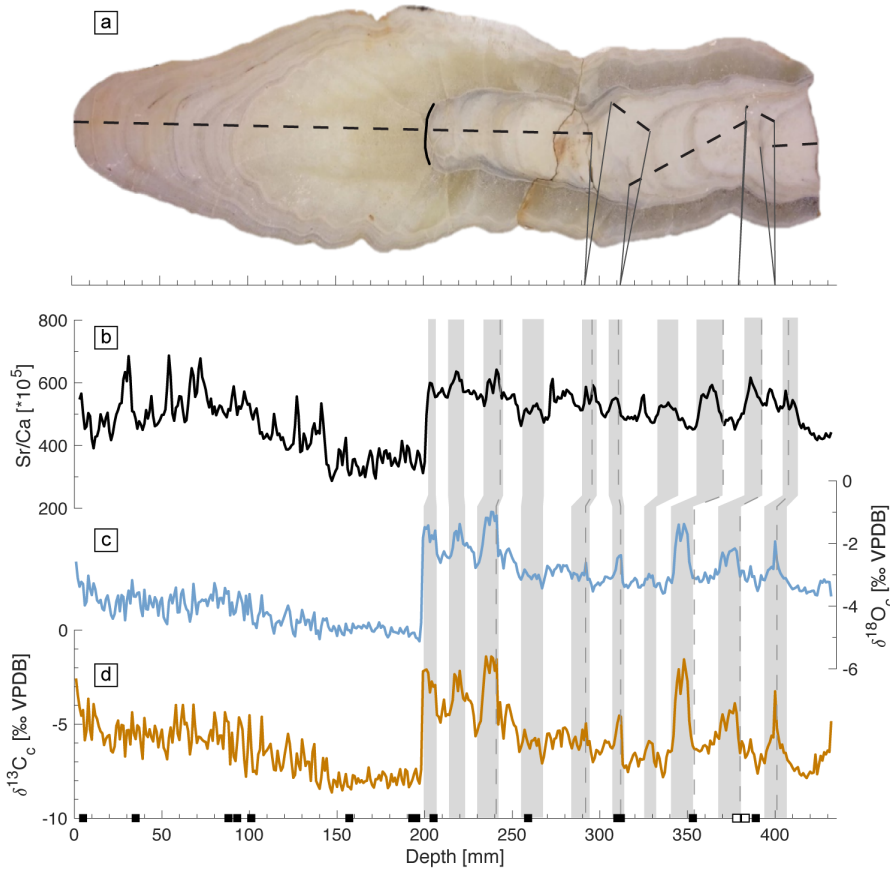 a
b
800
600
400
200
Sr/Ca [*10⁵]
c
0
-2
-4
-6
δ¹⁸O꜀ [‰ VPDB]
d
0
-5
-10
δ¹³C꜀ [‰ VPDB]
0 50 100 150 200 250 300 350 400
Depth [mm]